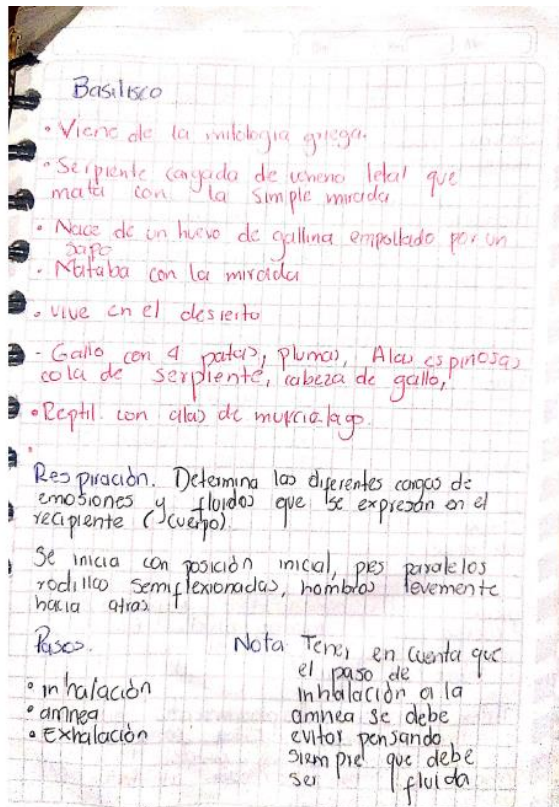 Basilisco
• Viene de la mitología griega.
• Serpiente cargada de veneno letal que
mata con la simple mirada
• Nace de un huevo de gallina empollado por un
sapo
• Mataba con la mirada
• vive en el desierto
- Gallo con 4 patas, plumas, Alas espinosas
cola de serpiente, cabeza de gallo,
• Reptil con alas de murcielago.
Respiración. Determina las diferentes cargas de
emosiones y fluidos que se expresan en el
recipiente (cuerpo).
Se inicia con posición inicial, pies paralelos
rodillas semiflexionadas, hombros levemente
hacia atras
Pasos.
• inhalación
• amnea
• Exhalación
Nota Tener en cuenta que
el paso de
inhalación a la
amnea se debe
evitar pensando
siempre que debe
ser fluida